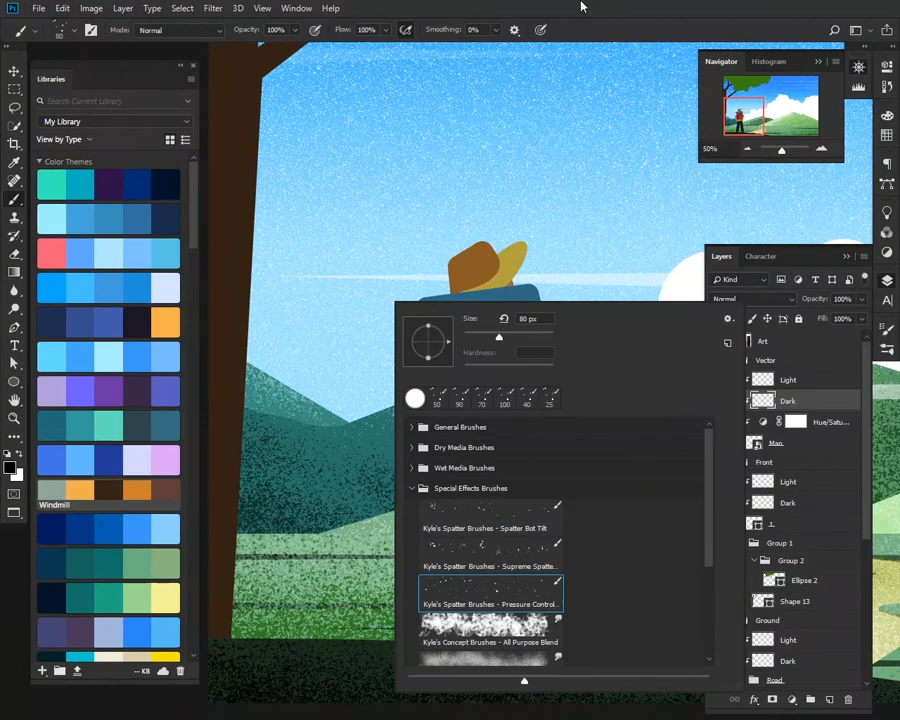 Ps File Edit Image Layer Type Select Filter 3D View Window Help
80 Mode: Normal Opacity: 100% Flow: 100% Smoothing: 0%
Libraries
Search Current Library
My Library
View by Type
Color Themes
Windmill
-- KB
Navigator Histogram
50%
Size: 80 px
Hardness:
50 90 70 100 40 25
General Brushes
Dry Media Brushes
Wet Media Brushes
Special Effects Brushes
Kyle's Spatter Brushes - Spatter Bot Tilt
Kyle's Spatter Brushes - Supreme Spatte...
Kyle's Spatter Brushes - Pressure Control...
Kyle's Concept Brushes - All Purpose Blend
Layers Character
Kind
Normal Opacity: 100%
Fill: 100%
Art
Vector
Light
Dark
Hue/Satu...
Man
Front
Light
Dark
1
Group 1
Group 2
Ellipse 2
Shape 13
Ground
Light
Dark
Road